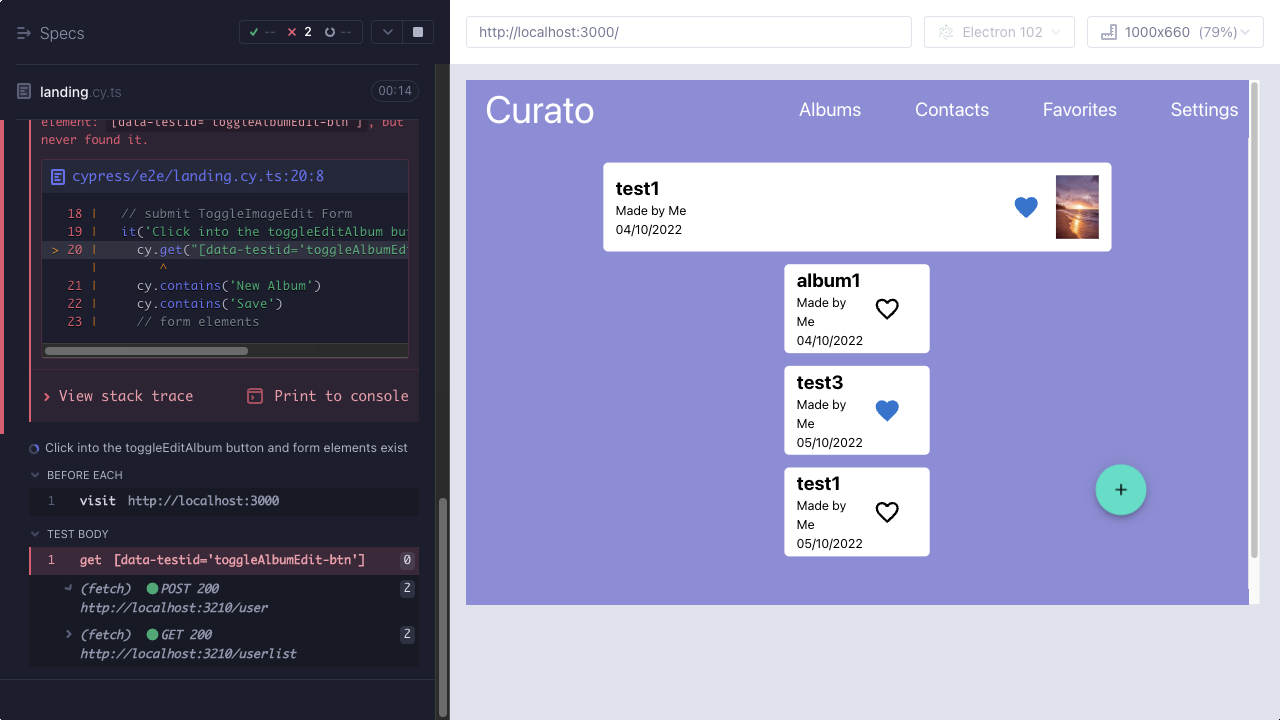 Specs
-- 2 --
landing.cy.ts
00:14
element: [data-testid='toggleAlbumEdit-btn'], but
never found it.
cypress/e2e/landing.cy.ts:20:8
18 | // submit ToggleImageEdit Form
19 | it('Click into the toggleEditAlbum bu
> 20 | cy.get("[data-testid='toggleAlbumEd
| ^
21 | cy.contains('New Album')
22 | cy.contains('Save')
23 | // form elements
View stack trace
Print to console
Click into the toggleEditAlbum button and form elements exist
BEFORE EACH
1 visit http://localhost:3000
TEST BODY
1 get [data-testid='toggleAlbumEdit-btn'] 0
(fetch) POST 200 2
http://localhost:3210/user
(fetch) GET 200 2
http://localhost:3210/userlist
http://localhost:3000/
Electron 102
1000x660 (79%)
Curato
Albums Contacts Favorites Settings
test1
Made by Me
04/10/2022
album1
Made by
Me
04/10/2022
test3
Made by
Me
05/10/2022
test1
Made by
Me
05/10/2022
+